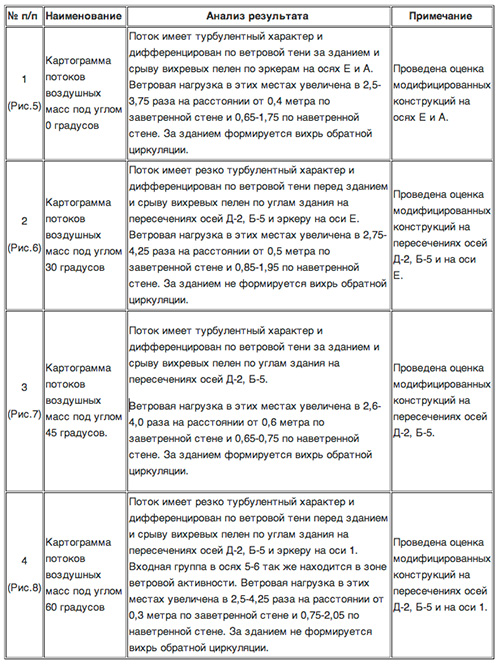 № п/п
Наименование
Анализ результата
Примечание
1
(Рис.5)
Картограмма
потоков
воздушных
масс под углом
0 градусов
Поток имеет турбулентный характер и
дифференцирован по ветровой тени за зданием и
срыву вихревых пелен по эркерам на осях Е и А.
Ветровая нагрузка в этих местах увеличена в 2,5-
3,75 раза на расстоянии от 0,4 метра по
заветренной стене и 0,65-1,75 по наветренной
стене. За зданием формируется вихрь обратной
циркуляции.
Проведена оценка
модифицированных
конструкций на
осях Е и А.
2
(Рис.6)
Картограмма
потоков
воздушных
масс под углом
30 градусов
Поток имеет резко турбулентный характер и
дифференцирован по ветровой тени перед зданием
и срыву вихревых пелен по углам здания на
пересечениях осей Д-2, Б-5 и эркеру на оси Е.
Ветровая нагрузка в этих местах увеличена в 2,75-
4,25 раза на расстоянии от 0,5 метра по
заветренной стене и 0,85-1,95 по наветренной
стене. За зданием не формируется вихрь обратной
циркуляции.
Проведена оценка
модифицированных
конструкций на
пересечениях осей
Д-2, Б-5 и на оси
Е.
3
(Рис.7)
Картограмма
потоков
воздушных
масс под углом
45 градусов.
Поток имеет турбулентный характер и
дифференцирован по ветровой тени за зданием и
срыву вихревых пелен по углам здания на
пересечениях осей Д-2, Б-5.
Ветровая нагрузка в этих местах увеличена в 2,6-
4,0 раза на расстоянии от 0,6 метра по
заветренной стене и 0,65-0,75 по наветренной
стене. За зданием формируется вихрь обратной
циркуляции.
Проведена оценка
модифицированных
конструкций на
пересечениях осей
Д-2, Б-5.
4
(Рис.8)
Картограмма
потоков
воздушных
масс под углом
60 градусов
Поток имеет резко турбулентный характер и
дифференцирован по ветровой тени перед зданием
и срыву вихревых пелен по углам здания на
пересечениях осей Д-2, Б-5 и эркеру на оси 1.
Входная группа в осях 5-6 так же находится в зоне
ветровой активности. Ветровая нагрузка в этих
местах увеличена в 2,5-4,25 раза на расстоянии от
0,3 метра по заветренной стене и 0,75-2,05 по
наветренной стене. За зданием не формируется
вихрь обратной циркуляции.
Проведена оценка
модифицированных
конструкций на
пересечениях осей
Д-2, Б-5 и на оси 1.